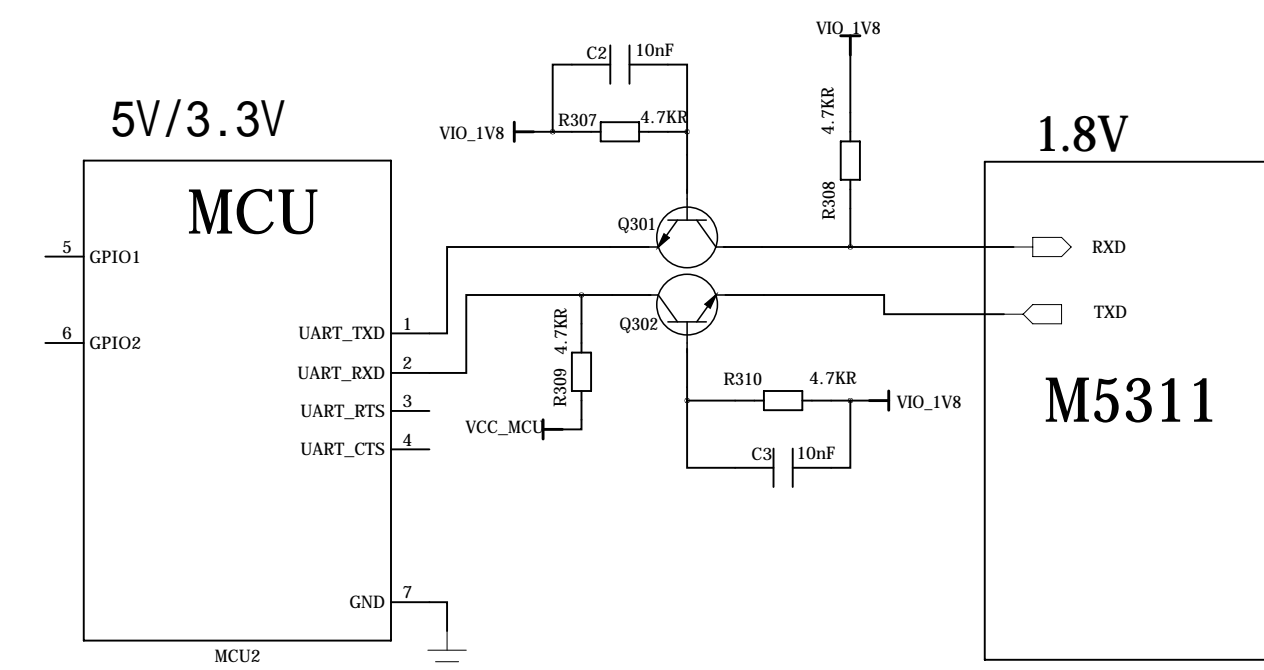 VIO_1V8
C2 10nF
R307 4.7KR
VIO_1V8
4.7KR
R308
5V/3.3V
1.8V
MCU
Q301
5 GPIO1
RXD
6 GPIO2
UART_TXD 1
Q302
TXD
UART_RXD 2
4.7KR
R309
R310 4.7KR
VIO_1V8
M5311
UART_RTS 3
VCC_MCU
UART_CTS 4
C3 10nF
GND 7
MCU2